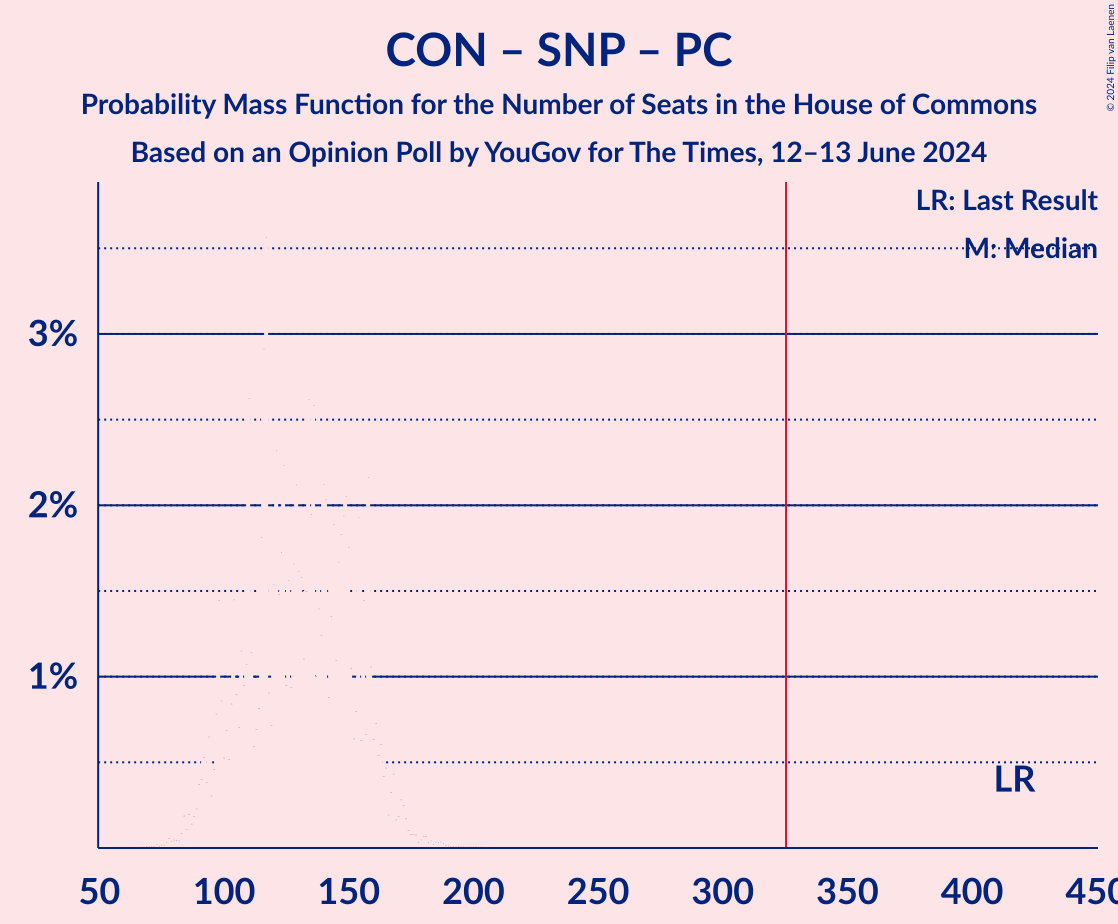 CON – SNP – PC
Probability Mass Function for the Number of Seats in the House of Commons
Based on an Opinion Poll by YouGov for The Times, 12–13 June 2024
© 2024 Filip van Laenen
LR: Last Result
M: Median
3%
2%
1%
LR
50 100 150 200 250 300 350 400 450